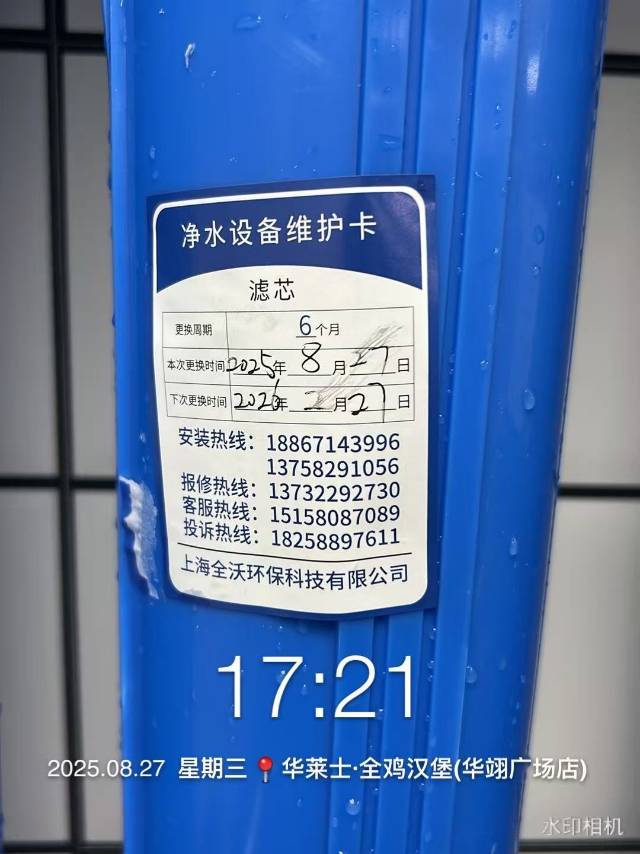 净水设备维护卡
滤芯
更换周期 6个月
本次更换时间 2025年 8月 27日
下次更换时间 2026年 2月 27日
安装热线：18867143996
13758291056
报修热线：13732292730
客服热线：15158087089
投诉热线：18258897611
上海全沃环保科技有限公司
17:21
2025.08.27 星期三 华莱士·全鸡汉堡(华翊广场店)
水印相机